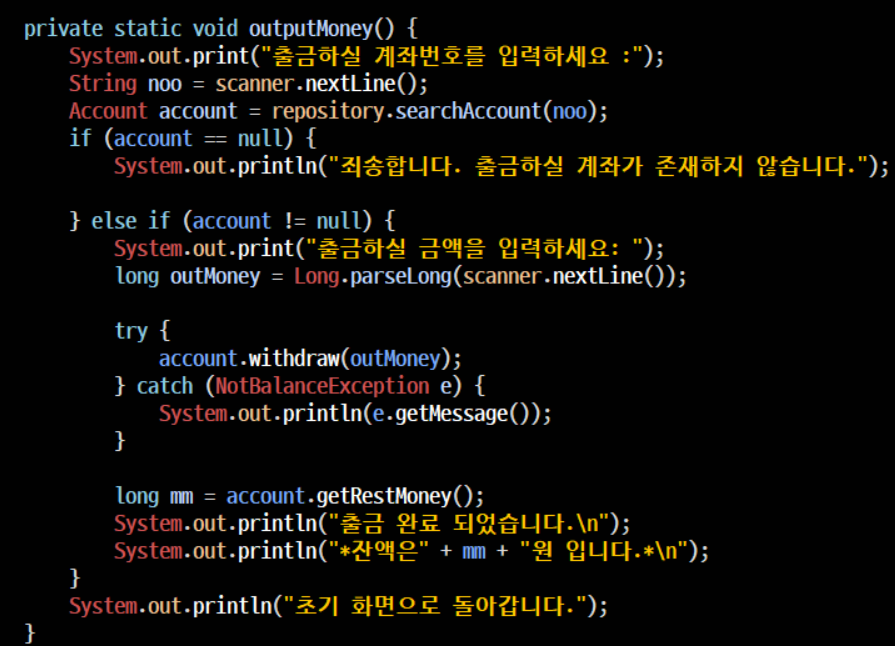 private static void outputMoney() {
System.out.print("출금하실 계좌번호를 입력하세요 :");
String noo = scanner.nextLine();
Account account = repository.searchAccount(noo);
if (account == null) {
System.out.println("죄송합니다. 출금하실 계좌가 존재하지 않습니다.");
} else if (account != null) {
System.out.print("출금하실 금액을 입력하세요: ");
long outMoney = Long.parseLong(scanner.nextLine());
try {
account.withdraw(outMoney);
} catch (NotBalanceException e) {
System.out.println(e.getMessage());
}
long mm = account.getRestMoney();
System.out.println("출금 완료 되었습니다.\n");
System.out.println("*잔액은" + mm + "원 입니다.*\n");
}
System.out.println("초기 화면으로 돌아갑니다.");
}